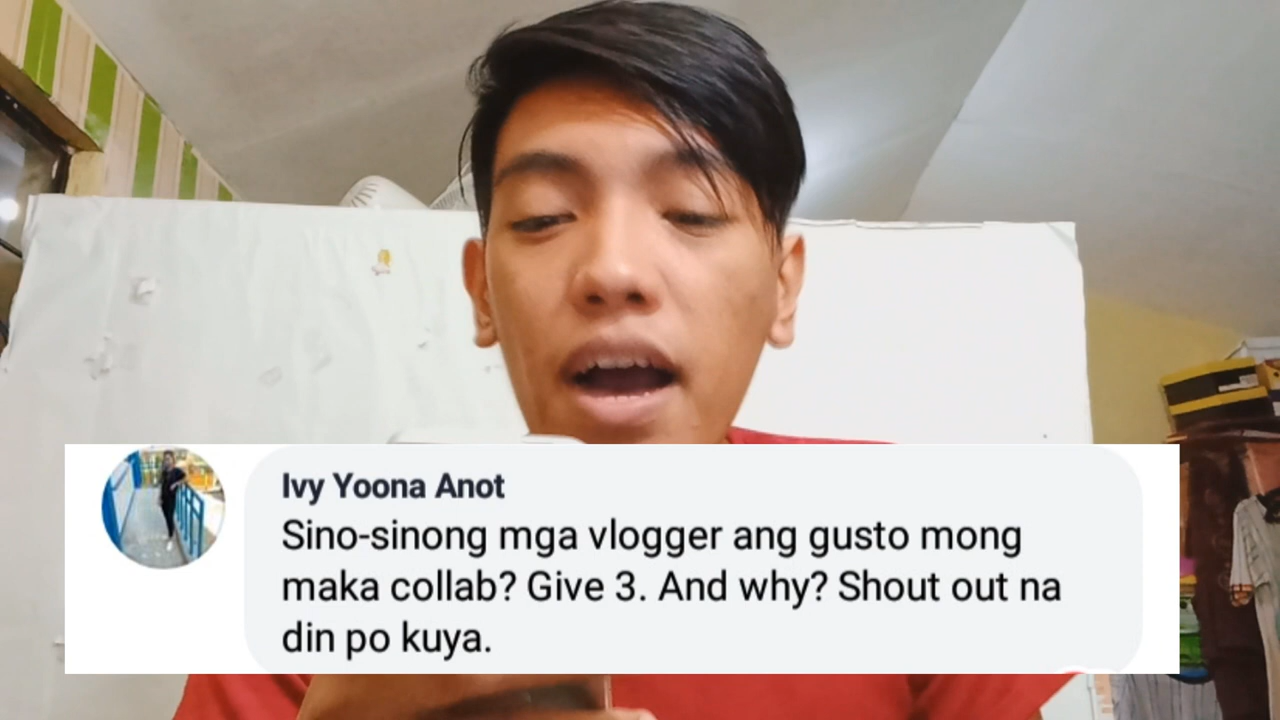 Ivy Yoona Anot
Sino-sinong mga vlogger ang gusto mong
maka collab? Give 3. And why? Shout out na
din po kuya.